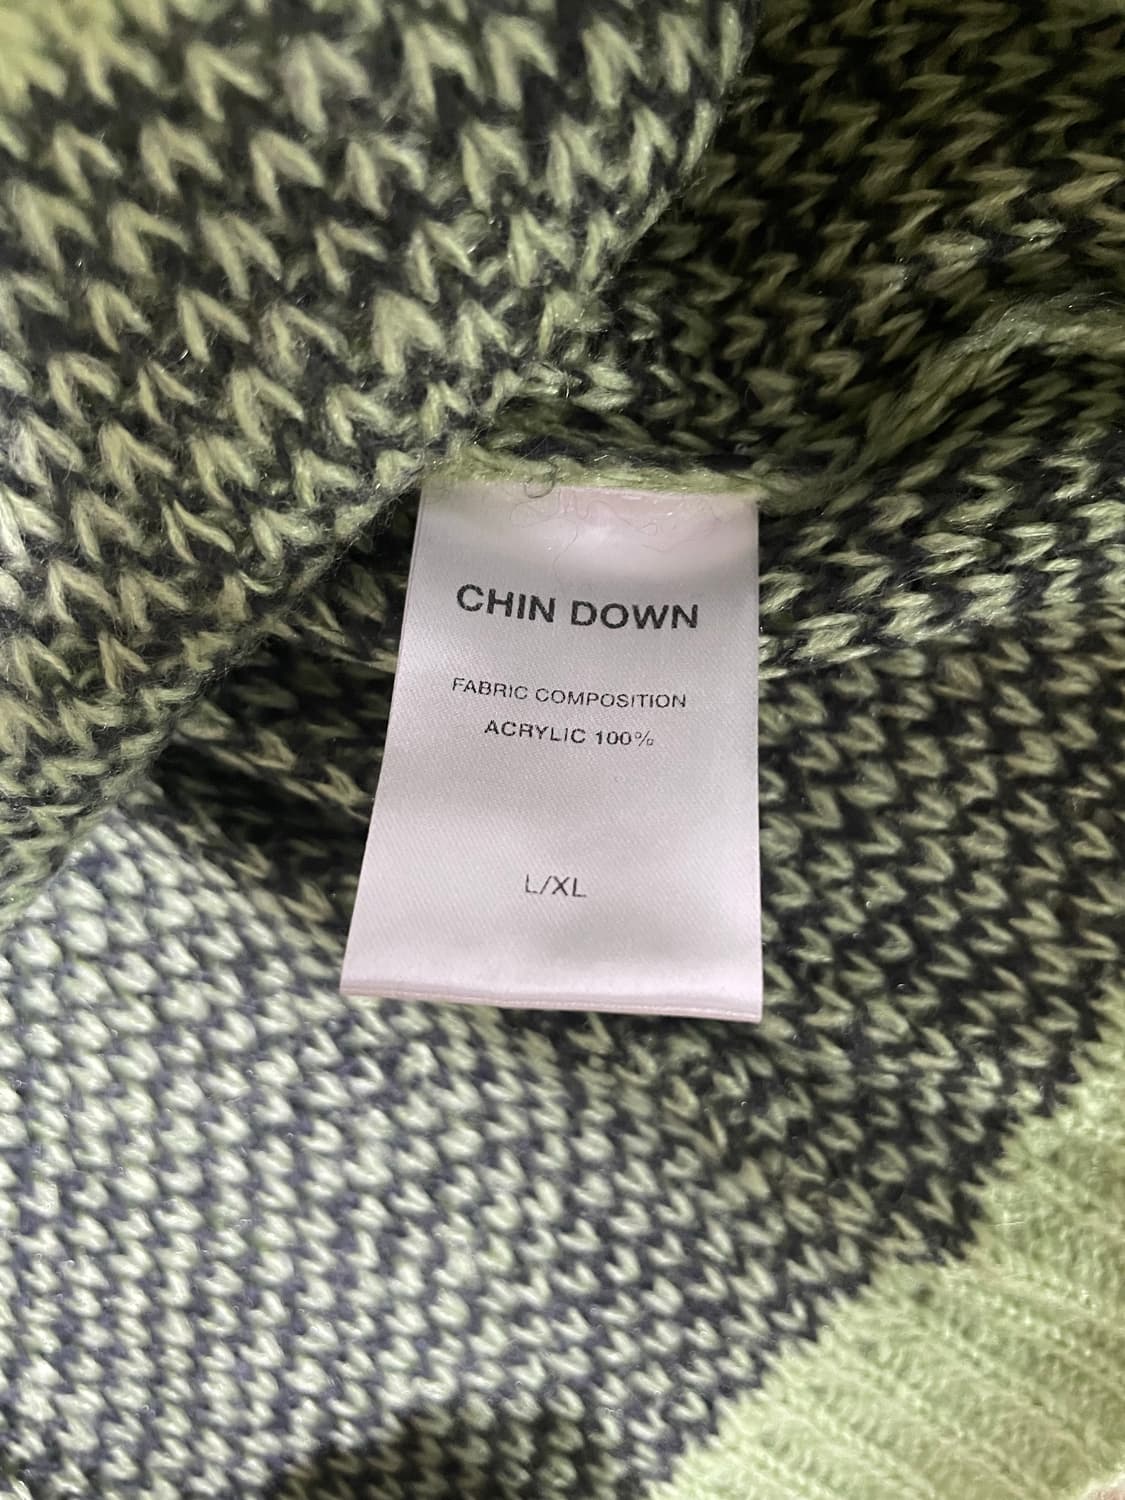 CHIN DOWN
FABRIC COMPOSITION
ACRYLIC 100%
L/XL